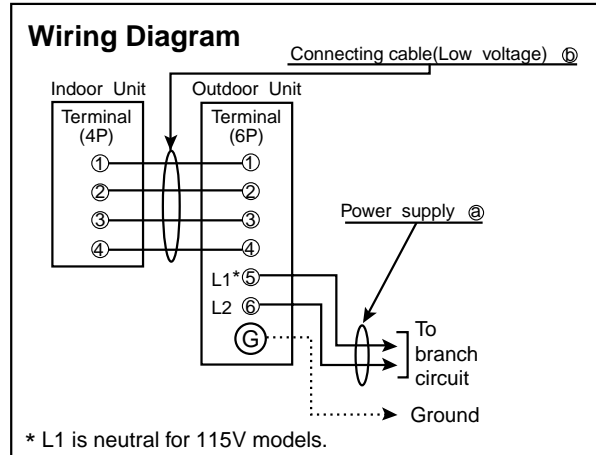 Wiring Diagram
Connecting cable(Low voltage) ⓑ
Indoor Unit
Outdoor Unit
Terminal
(4P)
Terminal
(6P)
① ①
② ②
③ ③
④ ④
Power supply ⓐ
L1* ⑤
L2 ⑥
Ⓖ
To
branch
circuit
Ground
* L1 is neutral for 115V models.